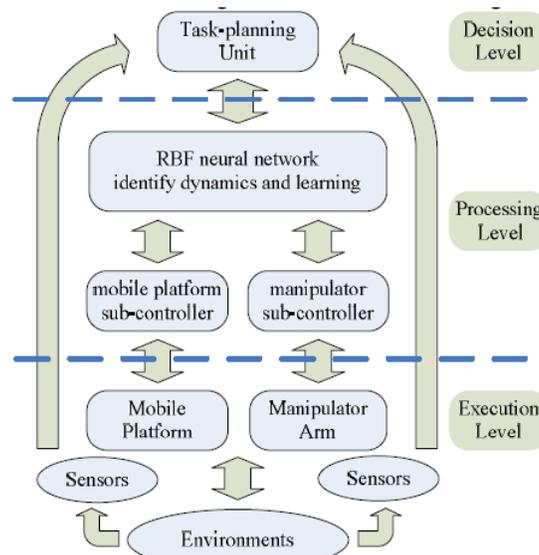 Task-planning
Unit
Decision
Level
RBF neural network
identify dynamics and learning
Processing
Level
mobile platform
sub-controller
manipulator
sub-controller
Mobile
Platform
Manipulator
Arm
Execution
Level
Sensors
Sensors
Environments